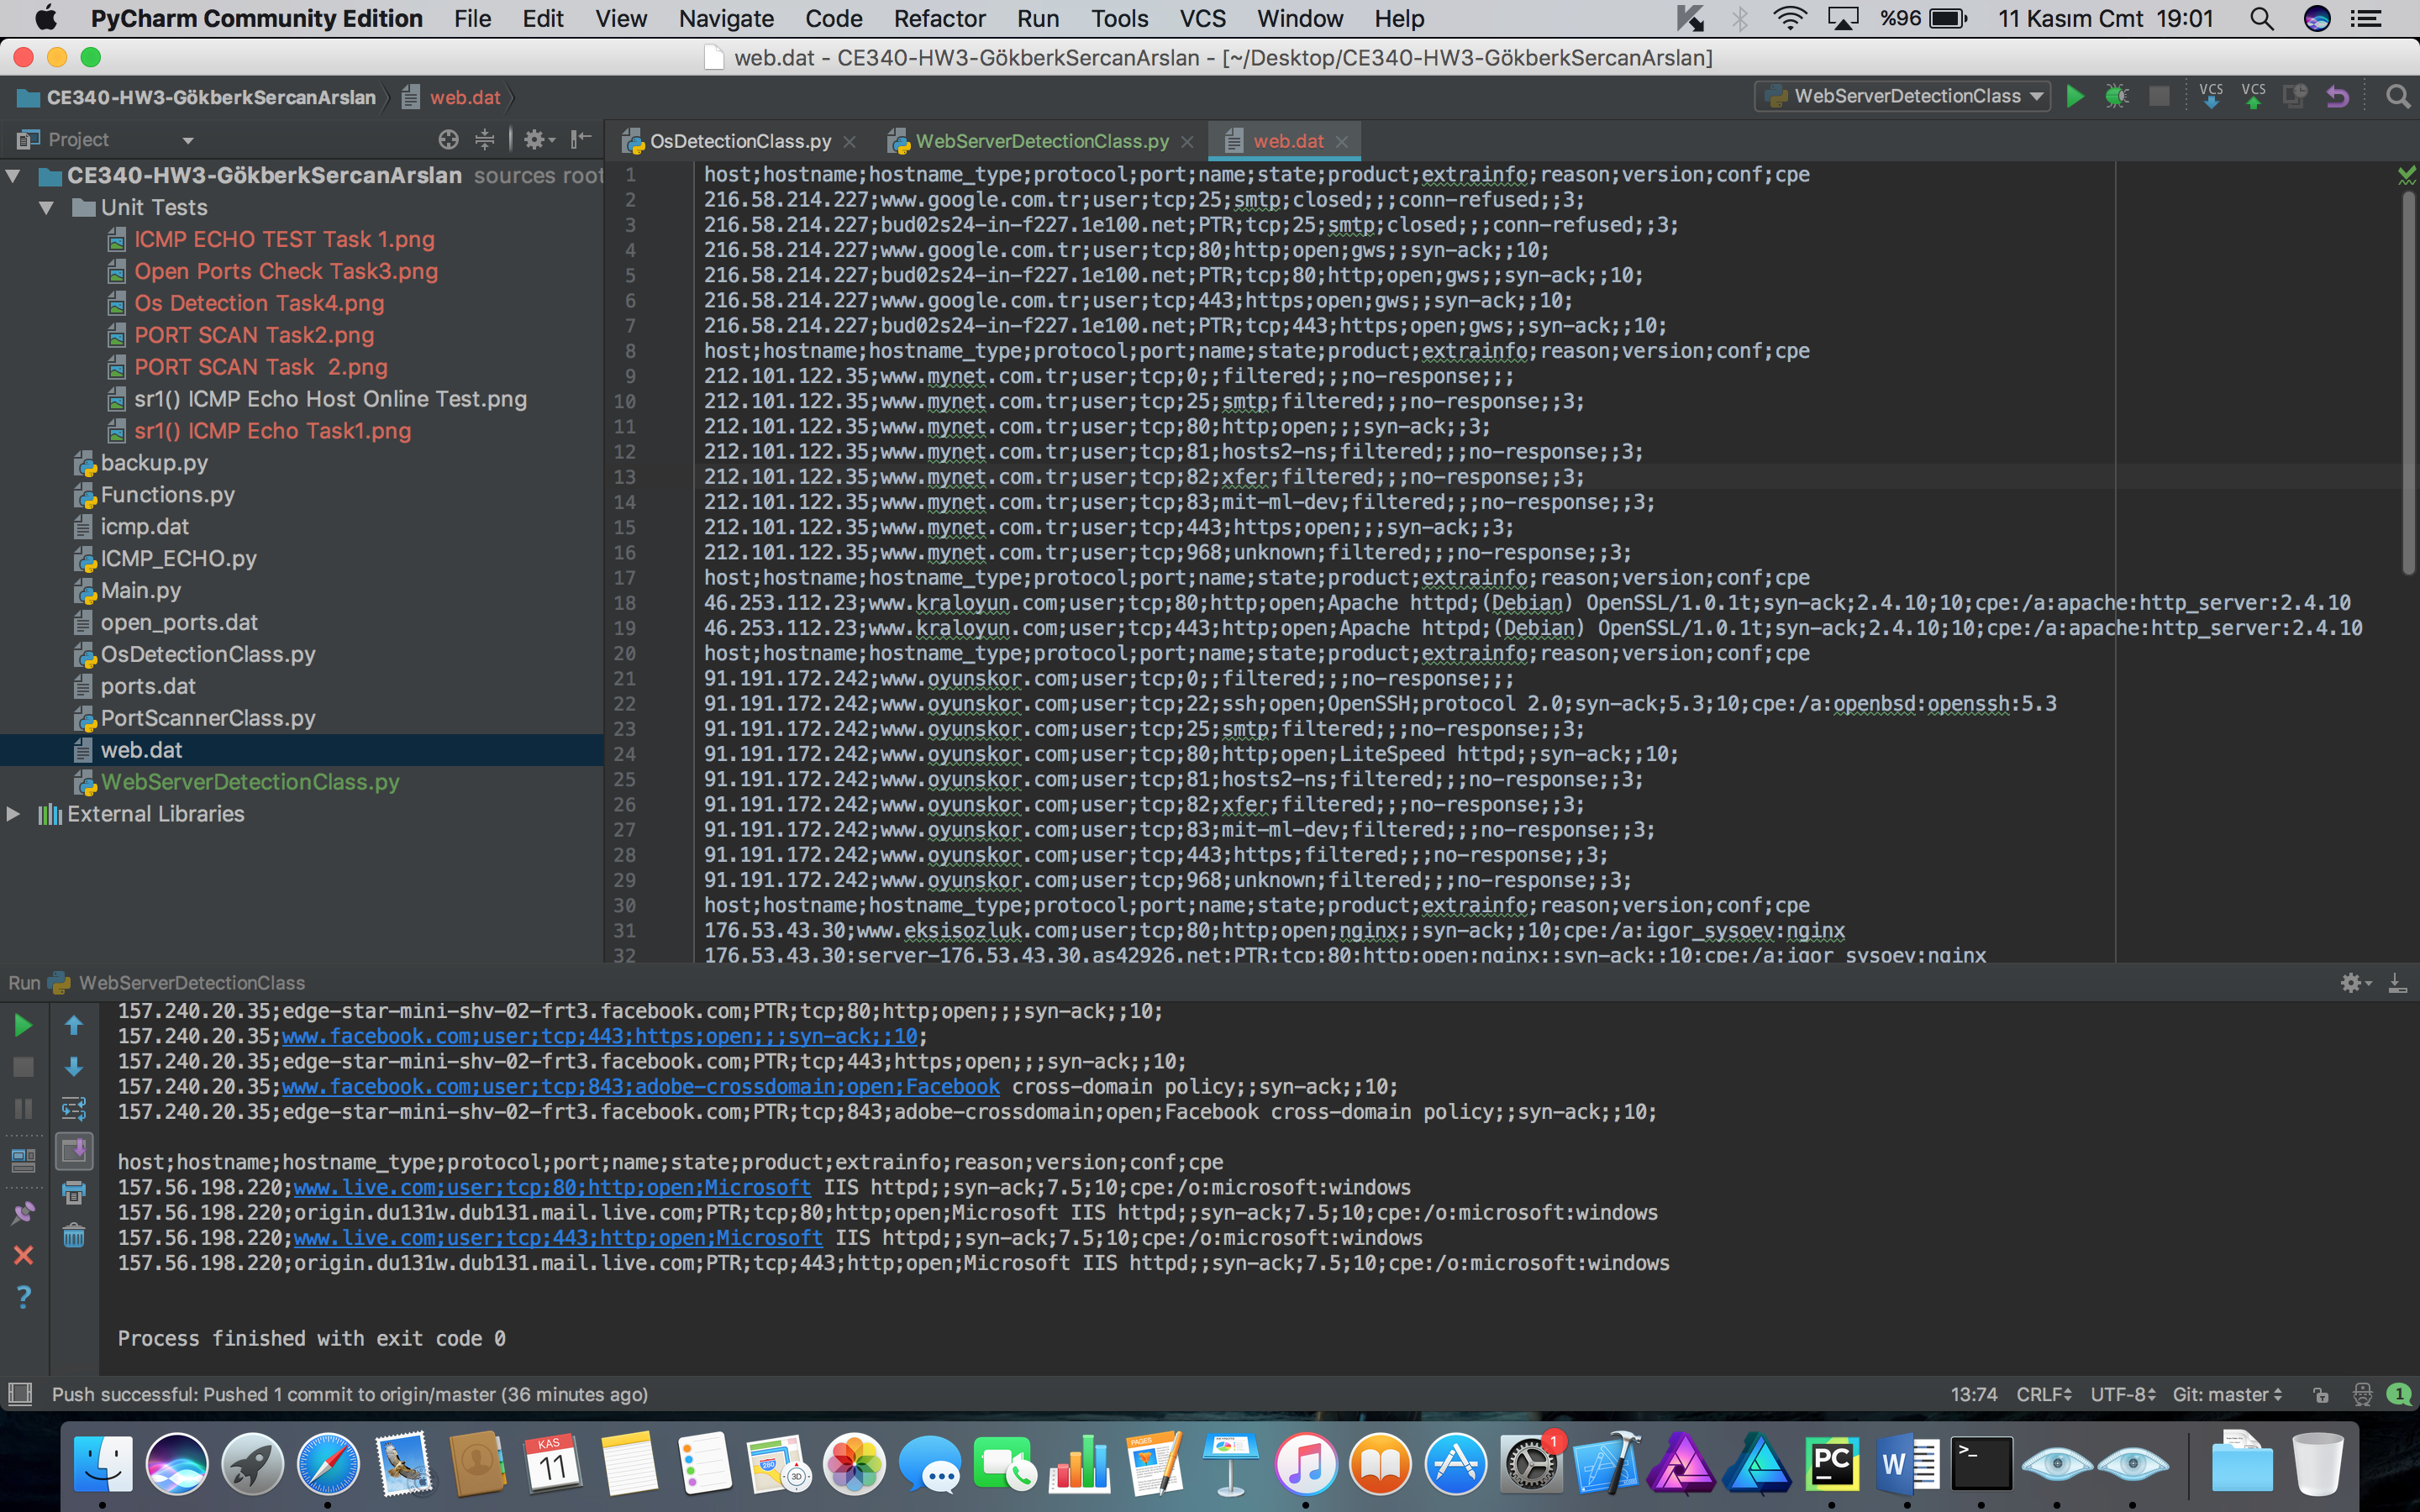 PyCharm Community Edition File Edit View Navigate Code Refactor Run Tools VCS Window Help %96 11 Kasım Cmt 19:01
web.dat - CE340-HW3-GökberkSercanArslan - [~/Desktop/CE340-HW3-GökberkSercanArslan]
CE340-HW3-GökberkSercanArslan web.dat WebServerDetectionClass VCS VCS
Project
OsDetectionClass.py WebServerDetectionClass.py web.dat
CE340-HW3-GökberkSercanArslan sources root
Unit Tests
ICMP ECHO TEST Task 1.png
Open Ports Check Task3.png
Os Detection Task4.png
PORT SCAN Task2.png
PORT SCAN Task  2.png
sr1() ICMP Echo Host Online Test.png
sr1() ICMP Echo Task1.png
backup.py
Functions.py
icmp.dat
ICMP_ECHO.py
Main.py
open_ports.dat
OsDetectionClass.py
ports.dat
PortScannerClass.py
web.dat
WebServerDetectionClass.py
External Libraries
1 host;hostname;hostname_type;protocol;port;name;state;product;extrainfo;reason;version;conf;cpe
2 216.58.214.227;www.google.com.tr;user;tcp;25;smtp;closed;;;conn-refused;;3;
3 216.58.214.227;bud02s24-in-f227.1e100.net;PTR;tcp;25;smtp;closed;;;conn-refused;;3;
4 216.58.214.227;www.google.com.tr;user;tcp;80;http;open;gws;;syn-ack;;10;
5 216.58.214.227;bud02s24-in-f227.1e100.net;PTR;tcp;80;http;open;gws;;syn-ack;;10;
6 216.58.214.227;www.google.com.tr;user;tcp;443;https;open;gws;;syn-ack;;10;
7 216.58.214.227;bud02s24-in-f227.1e100.net;PTR;tcp;443;https;open;gws;;syn-ack;;10;
8 host;hostname;hostname_type;protocol;port;name;state;product;extrainfo;reason;version;conf;cpe
9 212.101.122.35;www.mynet.com.tr;user;tcp;0;;filtered;;;no-response;;;
10 212.101.122.35;www.mynet.com.tr;user;tcp;25;smtp;filtered;;;no-response;;3;
11 212.101.122.35;www.mynet.com.tr;user;tcp;80;http;open;;;syn-ack;;3;
12 212.101.122.35;www.mynet.com.tr;user;tcp;81;hosts2-ns;filtered;;;no-response;;3;
13 212.101.122.35;www.mynet.com.tr;user;tcp;82;xfer;filtered;;;no-response;;3;
14 212.101.122.35;www.mynet.com.tr;user;tcp;83;mit-ml-dev;filtered;;;no-response;;3;
15 212.101.122.35;www.mynet.com.tr;user;tcp;443;https;open;;;syn-ack;;3;
16 212.101.122.35;www.mynet.com.tr;user;tcp;968;unknown;filtered;;;no-response;;3;
17 host;hostname;hostname_type;protocol;port;name;state;product;extrainfo;reason;version;conf;cpe
18 46.253.112.23;www.kraloyun.com;user;tcp;80;http;open;Apache httpd;(Debian) OpenSSL/1.0.1t;syn-ack;2.4.10;10;cpe:/a:apache:http_server:2.4.10
19 46.253.112.23;www.kraloyun.com;user;tcp;443;http;open;Apache httpd;(Debian) OpenSSL/1.0.1t;syn-ack;2.4.10;10;cpe:/a:apache:http_server:2.4.10
20 host;hostname;hostname_type;protocol;port;name;state;product;extrainfo;reason;version;conf;cpe
21 91.191.172.242;www.oyunskor.com;user;tcp;0;;filtered;;;no-response;;;
22 91.191.172.242;www.oyunskor.com;user;tcp;22;ssh;open;OpenSSH;protocol 2.0;syn-ack;5.3;10;cpe:/a:openbsd:openssh:5.3
23 91.191.172.242;www.oyunskor.com;user;tcp;25;smtp;filtered;;;no-response;;3;
24 91.191.172.242;www.oyunskor.com;user;tcp;80;http;open;LiteSpeed httpd;;syn-ack;;10;
25 91.191.172.242;www.oyunskor.com;user;tcp;81;hosts2-ns;filtered;;;no-response;;3;
26 91.191.172.242;www.oyunskor.com;user;tcp;82;xfer;filtered;;;no-response;;3;
27 91.191.172.242;www.oyunskor.com;user;tcp;83;mit-ml-dev;filtered;;;no-response;;3;
28 91.191.172.242;www.oyunskor.com;user;tcp;443;https;filtered;;;no-response;;3;
29 91.191.172.242;www.oyunskor.com;user;tcp;968;unknown;filtered;;;no-response;;3;
30 host;hostname;hostname_type;protocol;port;name;state;product;extrainfo;reason;version;conf;cpe
31 176.53.43.30;www.eksisozluk.com;user;tcp;80;http;open;nginx;;syn-ack;;10;cpe:/a:igor_sysoev:nginx
32 176.53.43.30;server-176.53.43.30.as42926.net;PTR;tcp;80;http;open;nginx;;syn-ack;;10;cpe:/a:igor_sysoev:nginx
Run WebServerDetectionClass
157.240.20.35;edge-star-mini-shv-02-frt3.facebook.com;PTR;tcp;80;http;open;;;syn-ack;;10;
157.240.20.35;www.facebook.com;user;tcp;443;https;open;;;syn-ack;;10;
157.240.20.35;edge-star-mini-shv-02-frt3.facebook.com;PTR;tcp;443;https;open;;;syn-ack;;10;
157.240.20.35;www.facebook.com;user;tcp;843;adobe-crossdomain;open;Facebook cross-domain policy;;syn-ack;;10;
157.240.20.35;edge-star-mini-shv-02-frt3.facebook.com;PTR;tcp;843;adobe-crossdomain;open;Facebook cross-domain policy;;syn-ack;;10;
host;hostname;hostname_type;protocol;port;name;state;product;extrainfo;reason;version;conf;cpe
157.56.198.220;www.live.com;user;tcp;80;http;open;Microsoft IIS httpd;;syn-ack;7.5;10;cpe:/o:microsoft:windows
157.56.198.220;origin.du131w.dub131.mail.live.com;PTR;tcp;80;http;open;Microsoft IIS httpd;;syn-ack;7.5;10;cpe:/o:microsoft:windows
157.56.198.220;www.live.com;user;tcp;443;http;open;Microsoft IIS httpd;;syn-ack;7.5;10;cpe:/o:microsoft:windows
157.56.198.220;origin.du131w.dub131.mail.live.com;PTR;tcp;443;http;open;Microsoft IIS httpd;;syn-ack;7.5;10;cpe:/o:microsoft:windows
Process finished with exit code 0
Push successful: Pushed 1 commit to origin/master (36 minutes ago) 13:74 CRLF UTF-8 Git: master 1
KAS
11
PAGES
280
3D
1
PC
W
>_